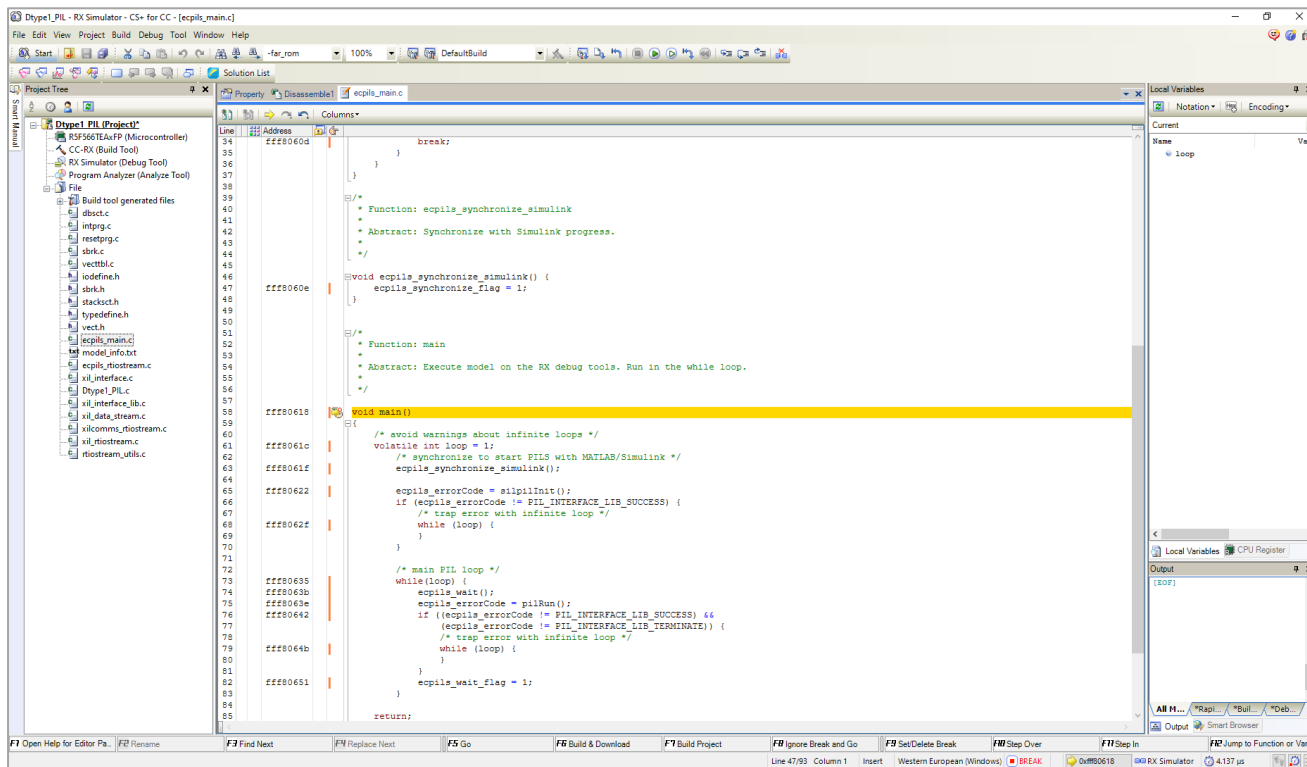 Dtype1_PIL - RX Simulator - CS+ for CC - [ecpils_main.c]
File Edit View Project Build Debug Tool Window Help
Start -far_rom 100% DefaultBuild
Solution List
Smart Manual
Project Tree
Dtype1_PIL (Project)*
R5F566TEAxFP (Microcontroller)
CC-RX (Build Tool)
RX Simulator (Debug Tool)
Program Analyzer (Analyze Tool)
File
Build tool generated files
dbsct.c
intprg.c
resetprg.c
sbrk.c
vecttbl.c
iodefine.h
sbrk.h
stacksct.h
typedefine.h
vect.h
ecpils_main.c
model_info.txt
ecpils_rtiostream.c
xil_interface.c
Dtype1_PIL.c
xil_interface_lib.c
xil_data_stream.c
xilcomms_rtiostream.c
xil_rtiostream.c
rtiostream_utils.c
Property Disassemble1 ecpils_main.c
Columns
Line Address
34 fff8060d break;
35 }
36 }
37 }
38
39 /*
40 * Function: ecpils_synchronize_simulink
41 *
42 * Abstract: Synchronize with Simulink progress.
43 *
44 */
45
46 void ecpils_synchronize_simulink() {
47 fff8060e ecpils_synchronize_flag = 1;
48 }
49
50
51 /*
52 * Function: main
53 *
54 * Abstract: Execute model on the RX debug tools. Run in the while loop.
55 *
56 */
57
58 fff80618 void main()
59 {
60 /* avoid warnings about infinite loops */
61 fff8061c volatile int loop = 1;
62 /* synchronize to start PILS with MATLAB/Simulink */
63 fff8061f ecpils_synchronize_simulink();
64
65 fff80622 ecpils_errorCode = silpilInit();
66 if (ecpils_errorCode != PIL_INTERFACE_LIB_SUCCESS) {
67 /* trap error with infinite loop */
68 fff8062f while (loop) {
69 }
70 }
71
72 /* main PIL loop */
73 fff80635 while(loop) {
74 fff8063b ecpils_wait();
75 fff8063e ecpils_errorCode = pilRun();
76 fff80642 if ((ecpils_errorCode != PIL_INTERFACE_LIB_SUCCESS) &&
77 (ecpils_errorCode != PIL_INTERFACE_LIB_TERMINATE)) {
78 /* trap error with infinite loop */
79 fff8064b while (loop) {
80 }
81 }
82 fff80651 ecpils_wait_flag = 1;
83 }
84
85 return;
Local Variables
Notation Hex Encoding
Current
Name Va
loop
Local Variables CPU Register
Output
[EOF]
All M... *Rapi... *Buil... *Deb...
Output Smart Browser
F1 Open Help for Editor Pa... F2 Rename F3 Find Next F4 Replace Next F5 Go F6 Build & Download F7 Build Project F8 Ignore Break and Go F9 Set/Delete Break F10 Step Over F11 Step In F12 Jump to Function or Var
Line 47/93 Column 1 Insert Western European (Windows) BREAK 0xfff80618 RX Simulator 4.137 µs